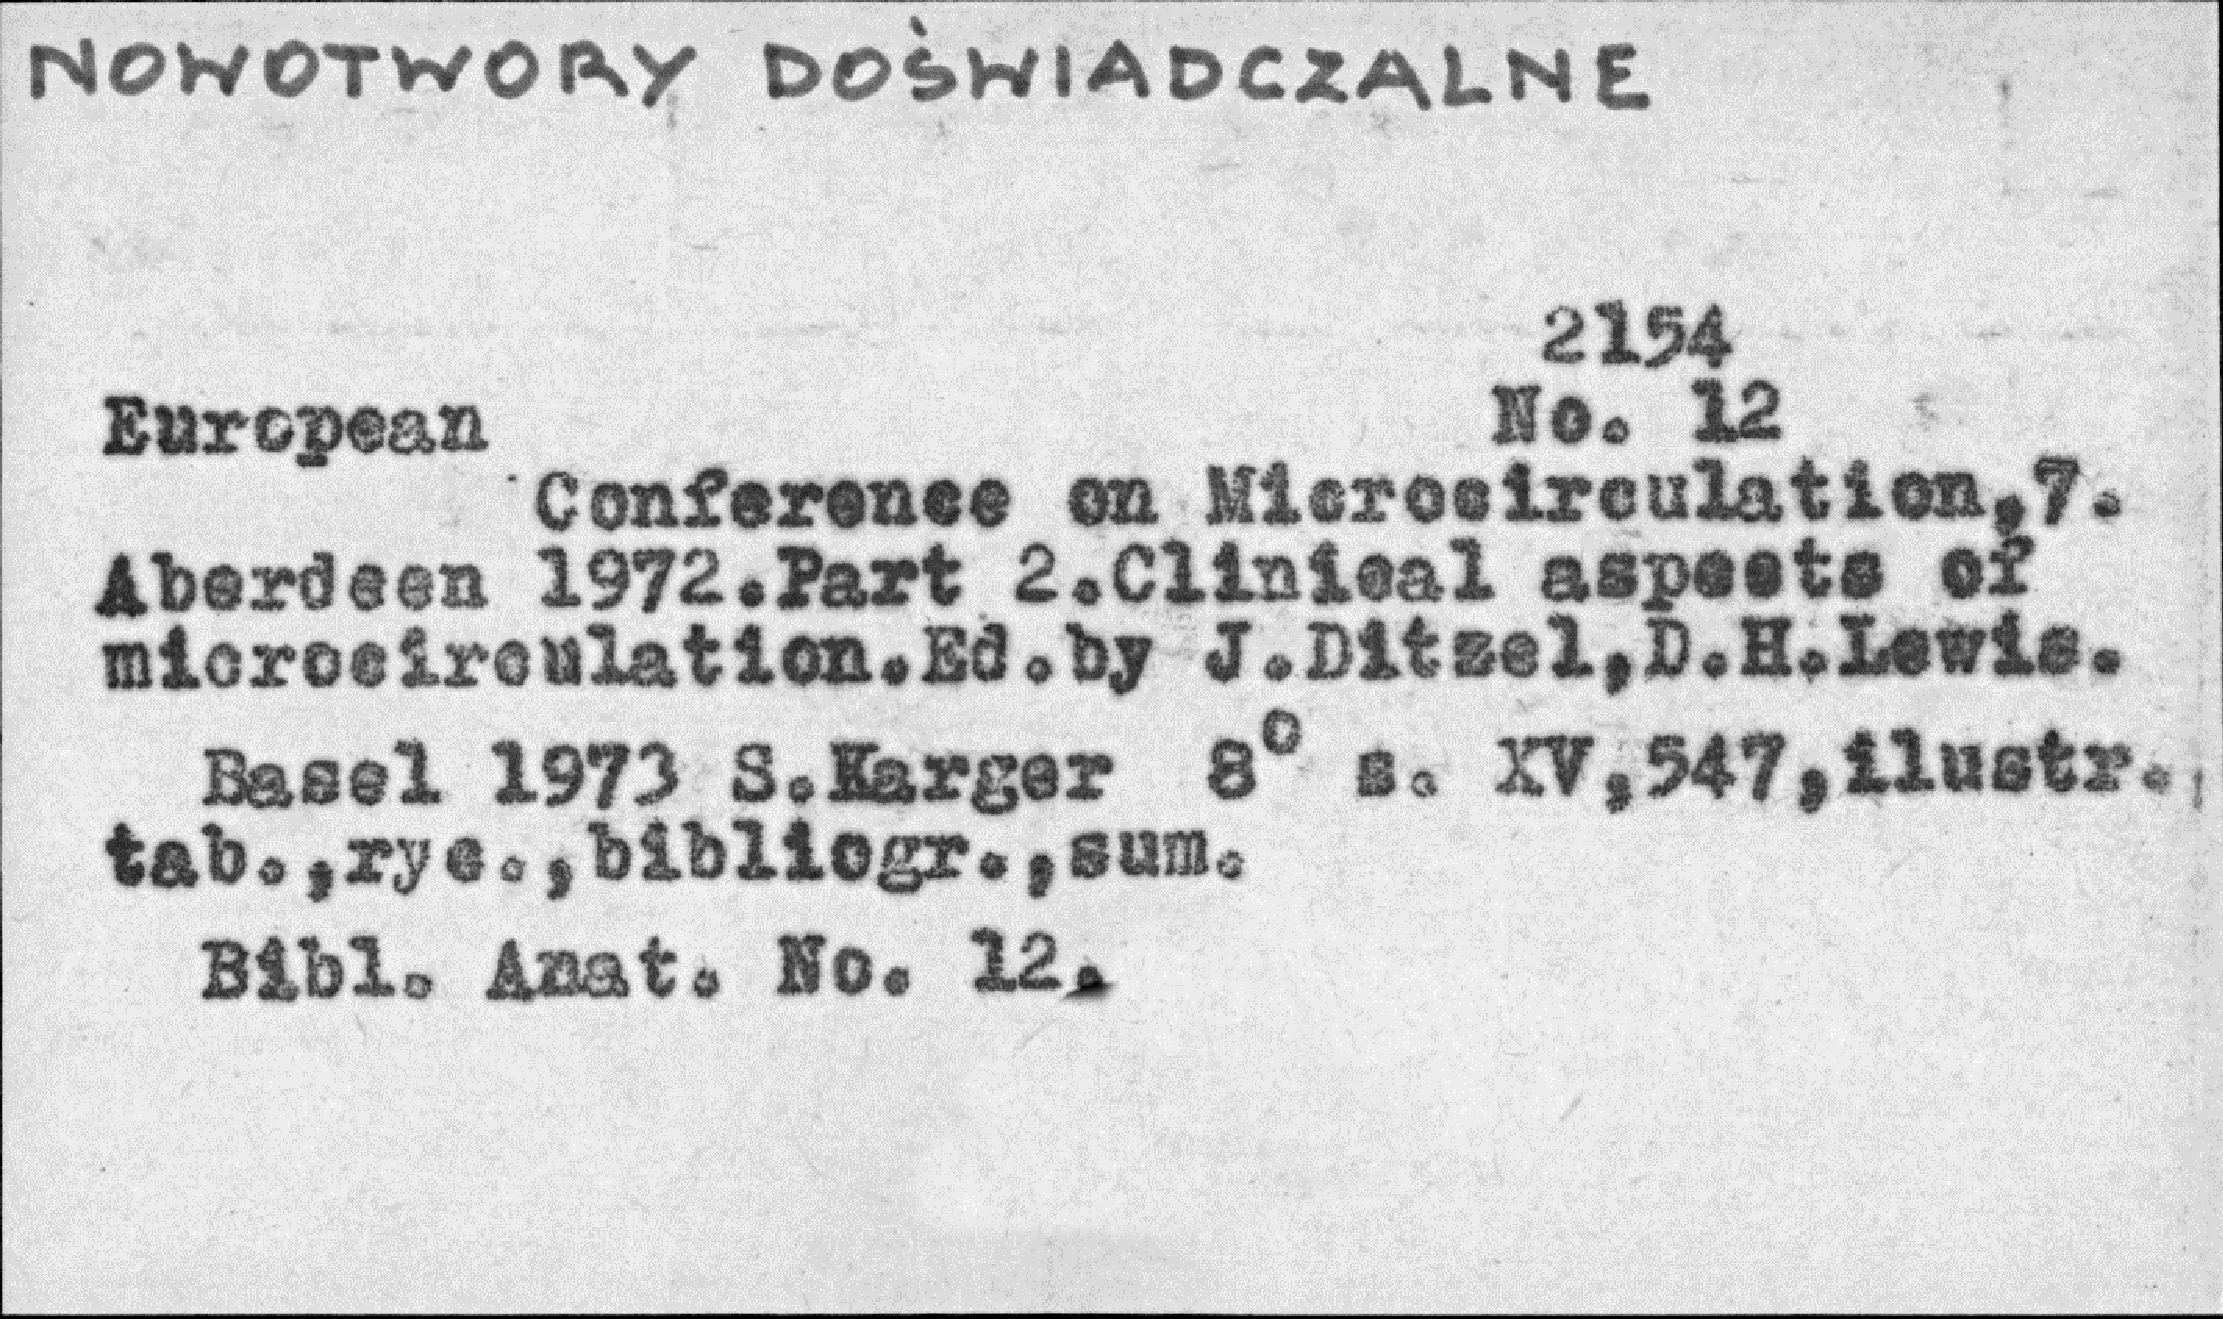 NOWOTWORY DOŚWIADCZALNE
2154
No. 12
European
Conference on Microcirculation,7.
Aberdeen 1972.Part 2.Clinical aspects of
microcirculation.Ed.by J.Ditzel,D.H.Lewis.
Basel 1973 S.Karger 8° s. XV,547,ilustr.
tab.,ryc.,bibliogr.,sum.
Bibl. Anat. No. 12.